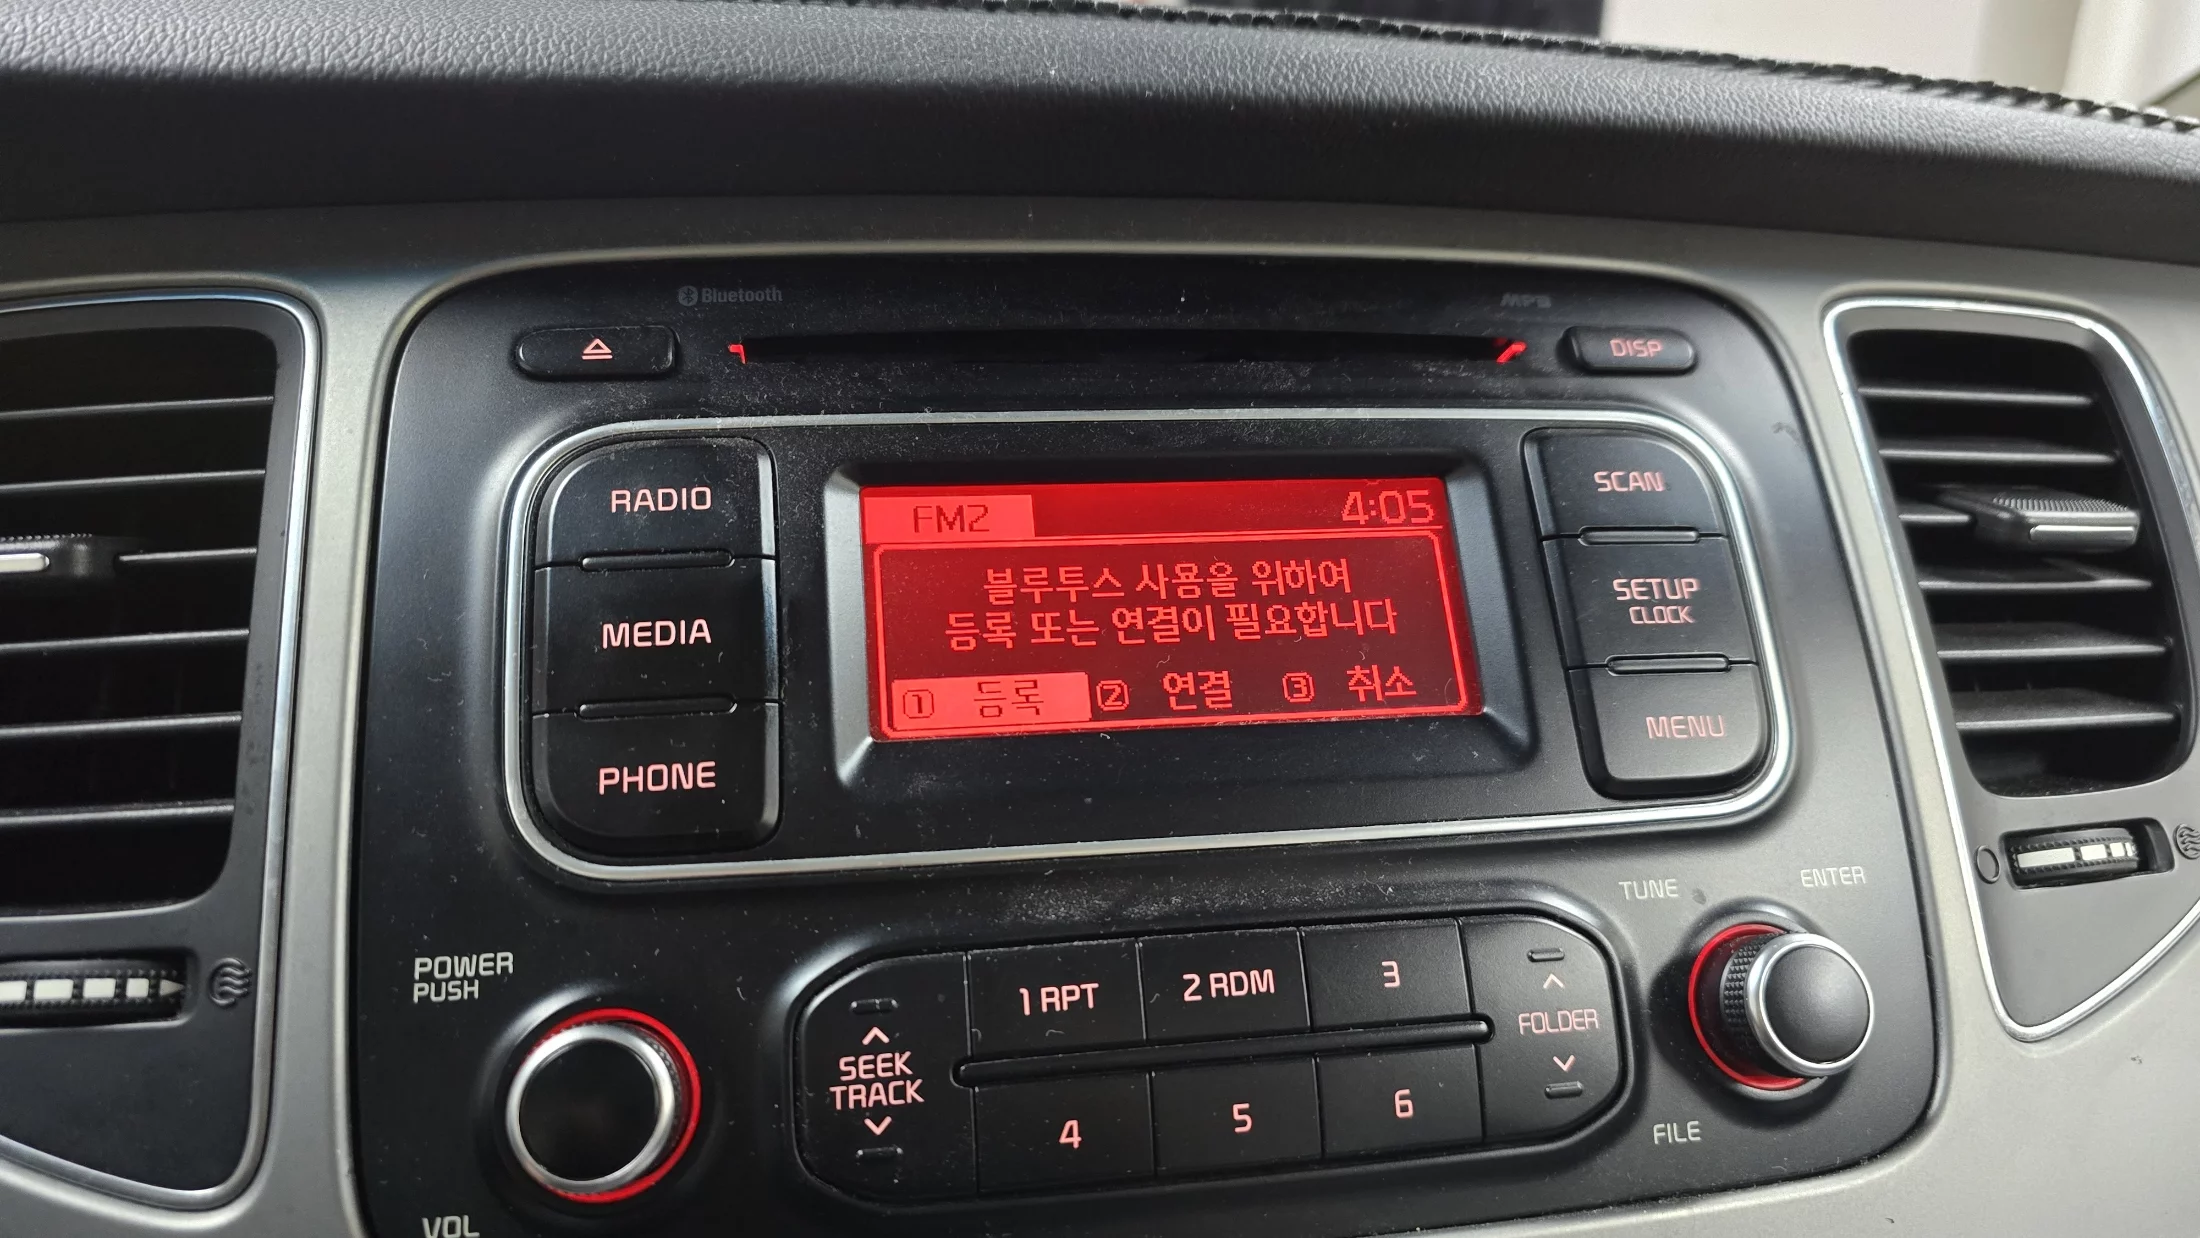 Bluetooth
MP3
DISP
RADIO
MEDIA
PHONE
FM2 4:05
블루투스 사용을 위하여
등록 또는 연결이 필요합니다
1 등록 2 연결 3 취소
SCAN
SETUP
CLOCK
MENU
POWER
PUSH
VOL
SEEK
TRACK
1 RPT
2 RDM
3
4
5
6
FOLDER
TUNE
ENTER
FILE